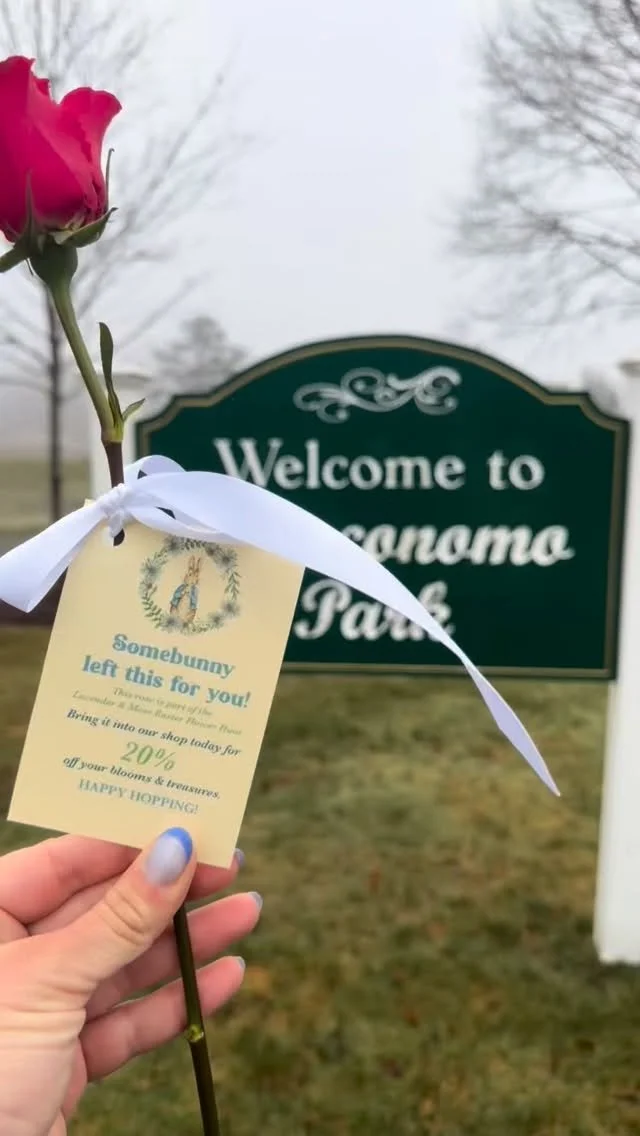 Welcome to
conomo
Park
Somebunny
left this for you!
This rose is part of the
Lavender & Moss Easter Flower Hunt
Bring it into our shop today for
20%
off your blooms & treasures.
HAPPY HOPPING!